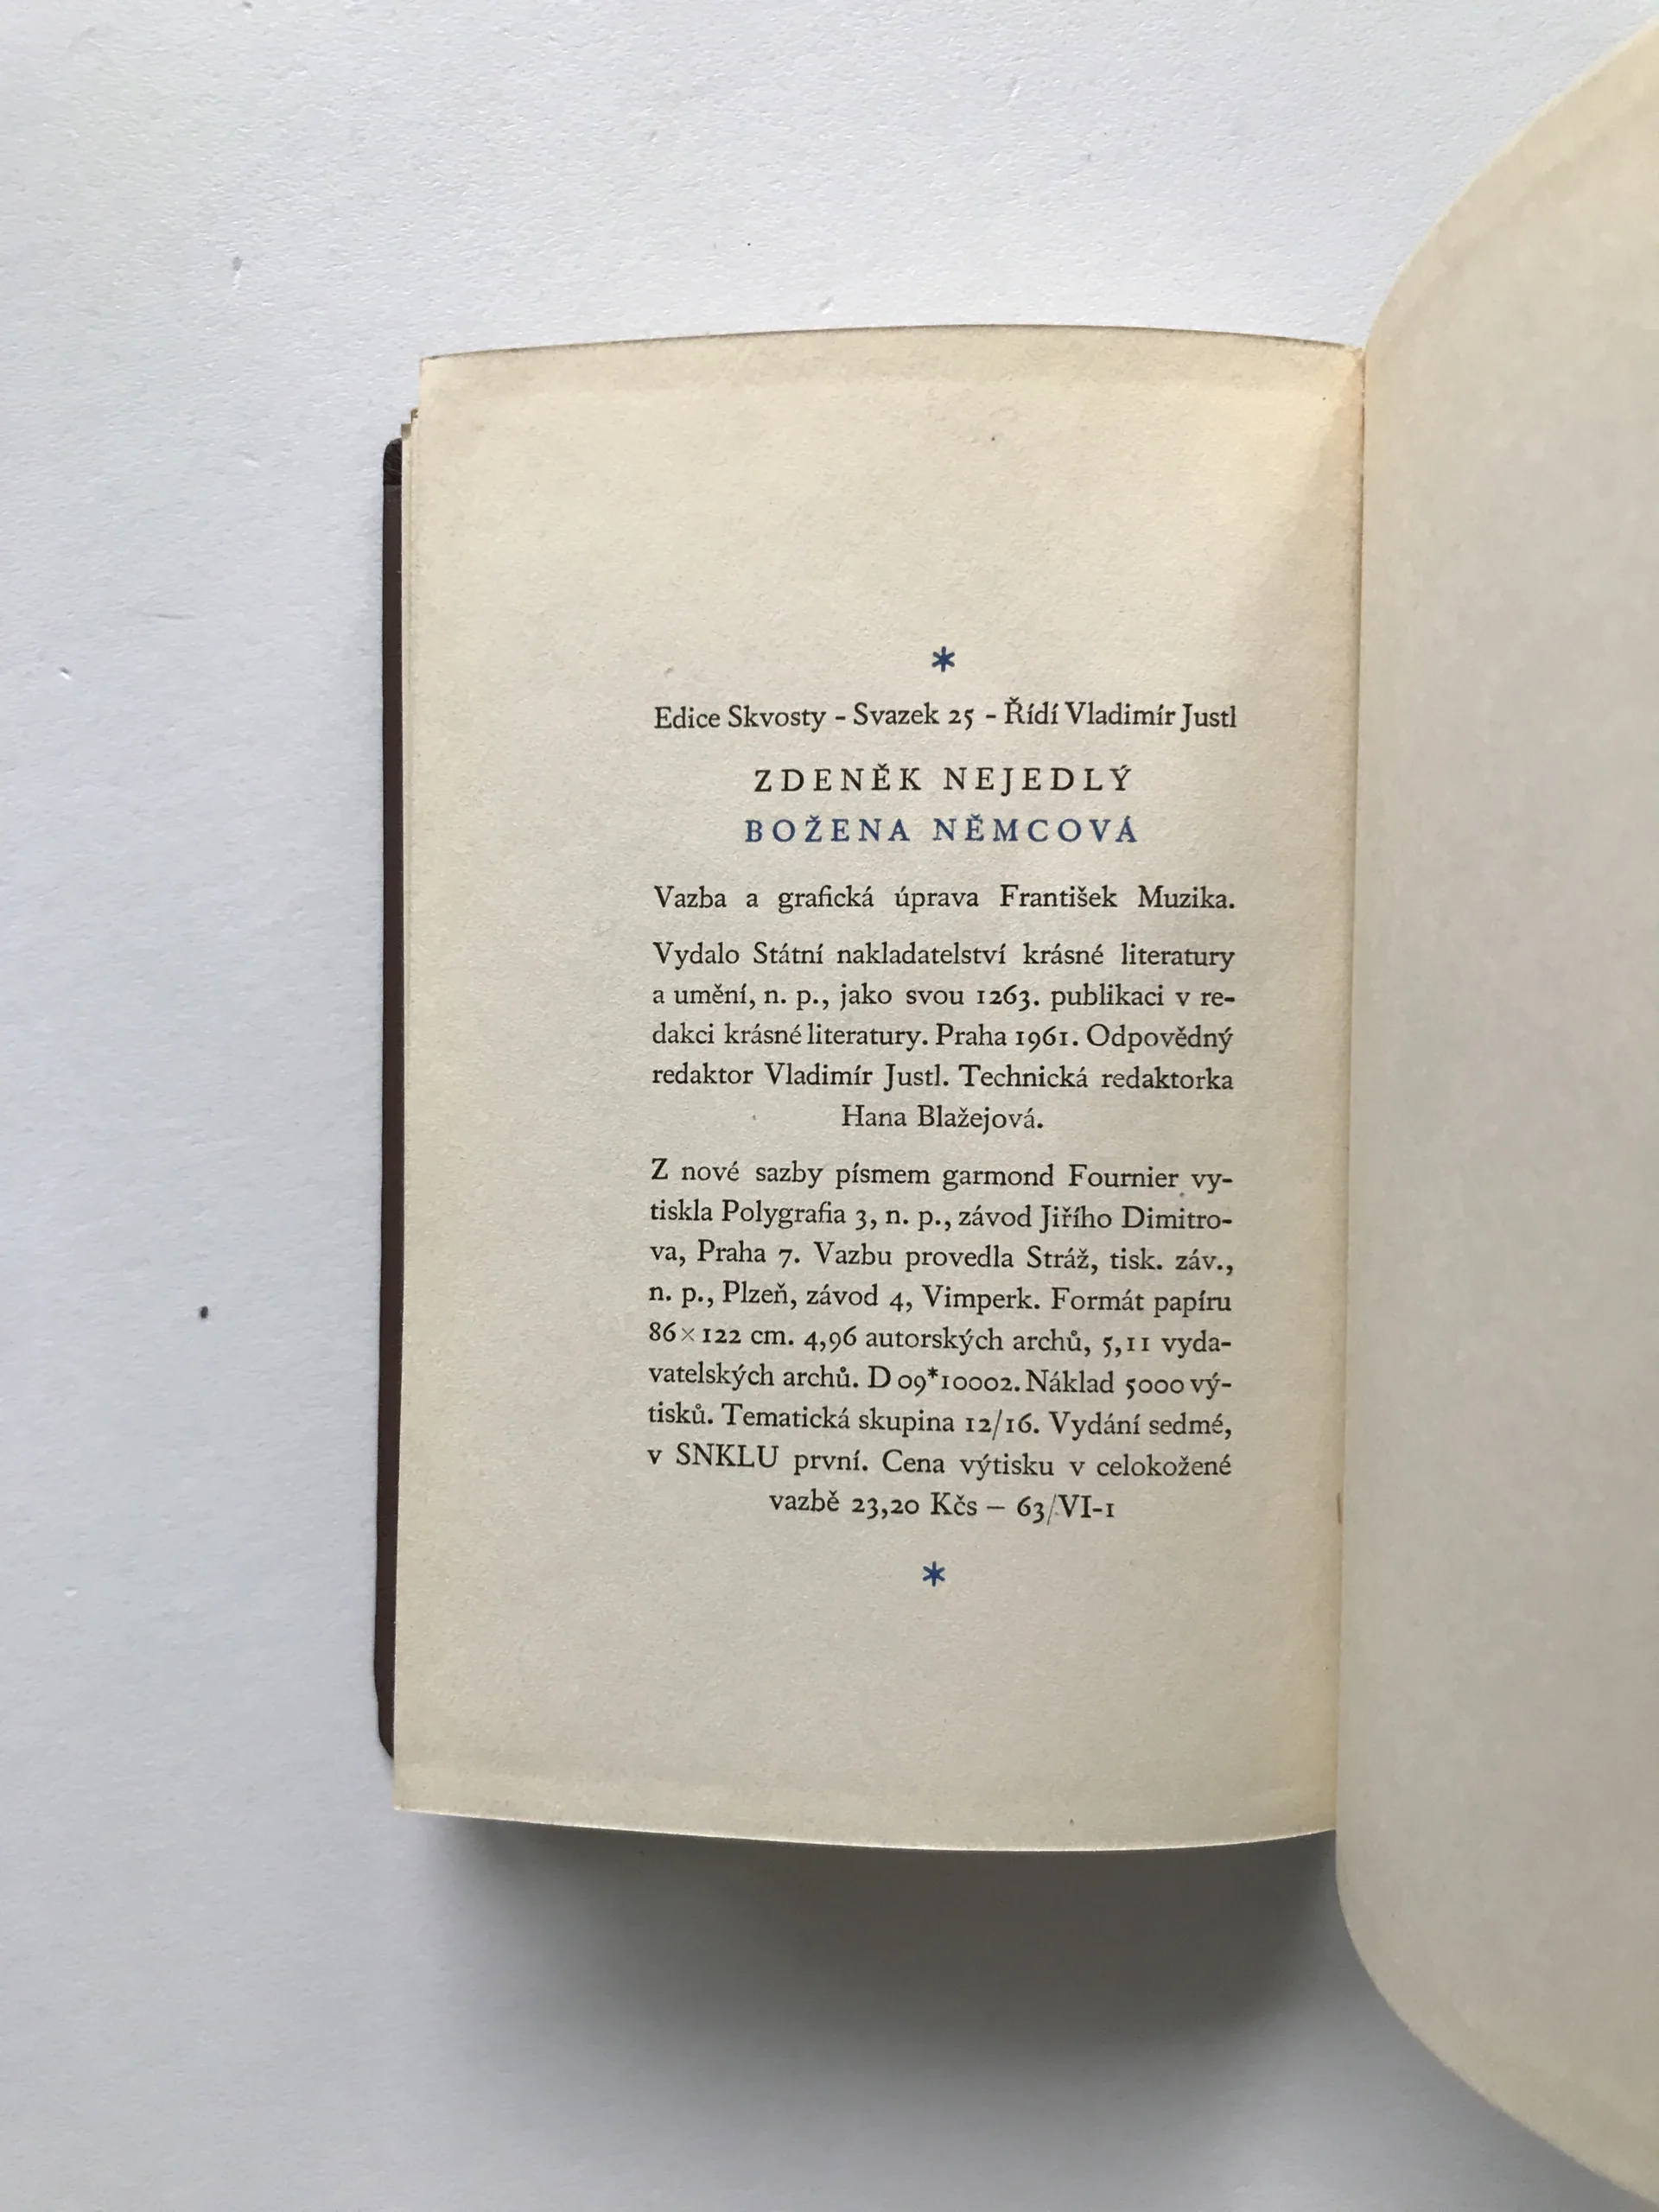 *
Edice Skvosty - Svazek 25 - Řídí Vladimír Justl
ZDENĚK NEJEDLÝ
BOŽENA NĚMCOVÁ
Vazba a grafická úprava František Muzika.
Vydalo Státní nakladatelství krásné literatury
a umění, n. p., jako svou 1263. publikaci v re-
dakci krásné literatury. Praha 1961. Odpovědný
redaktor Vladimír Justl. Technická redaktorka
Hana Blažejová.
Z nové sazby písmem garmond Fournier vy-
tiskla Polygrafia 3, n. p., závod Jiřího Dimitro-
va, Praha 7. Vazbu provedla Stráž, tisk. záv.,
n. p., Plzeň, závod 4, Vimperk. Formát papíru
86×122 cm. 4,96 autorských archů, 5,11 vyda-
vatelských archů. D 09*10002. Náklad 5000 vý-
tisků. Tematická skupina 12/16. Vydání sedmé,
v SNKLU první. Cena výtisku v celokožené
vazbě 23,20 Kčs – 63/VI-1
*